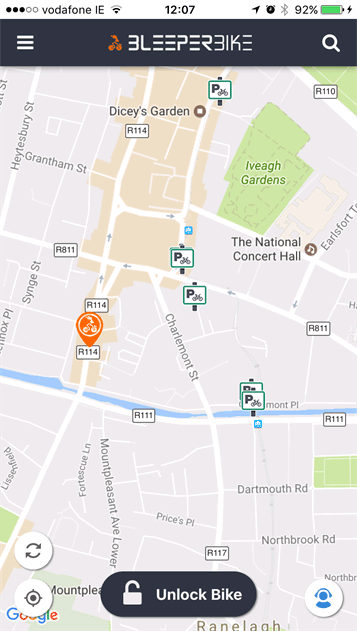 vodafone IE 12:07 92%
BLEEPERBIKE
P
R110
Dicey's Garden
R114
Heytesbury St
Grantham St
Iveagh
Gardens
Earlsfort T
The National
Concert Hall
R811
P
Synge St
P
R114
R811
R114
Charlemont St
P
mont Pl
R111
R111
Fortescue Ln
Mountpleasant Ave Lower
Dartmouth Rd
Price's Pl
Northbrook Rd
R117
Mountplea
Unlock Bike
Google
Ranelagh